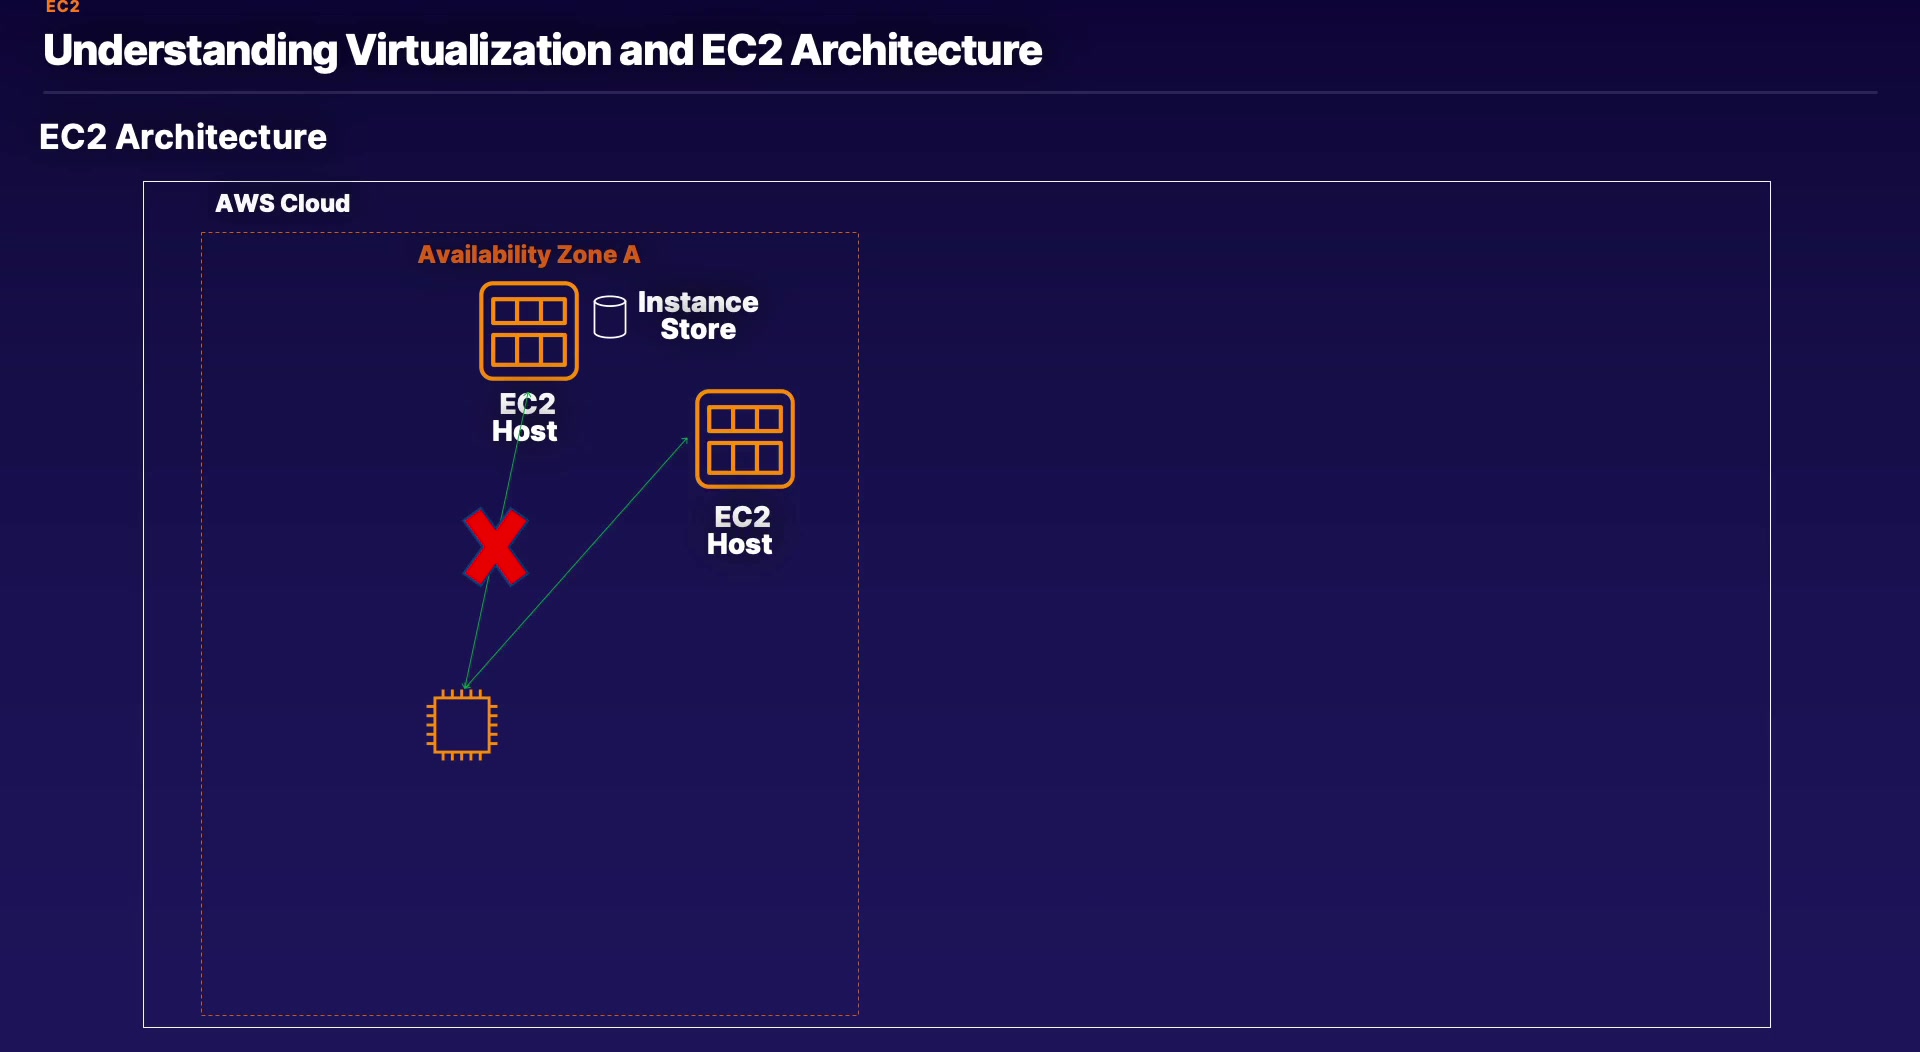 EC2
Understanding Virtualization and EC2 Architecture
EC2 Architecture
AWS Cloud
Availability Zone A
Instance
Store
EC2
Host
EC2
Host